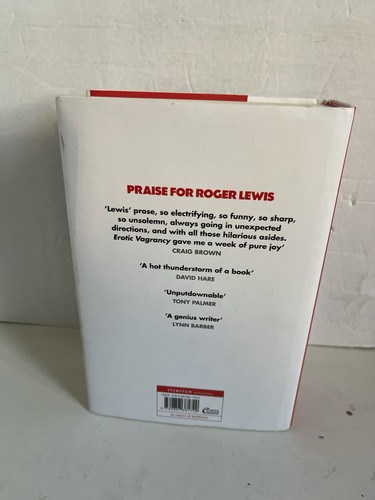 PRAISE FOR ROGER LEWIS
‘Lewis’ prose, so electrifying, so funny, so sharp,
so unsolemn, always going in unexpected
directions, and with all those hilarious asides.
Erotic Vagrancy gave me a week of pure joy’
CRAIG BROWN
‘A hot thunderstorm of a book’
DAVID HARE
‘Unputdownable’
TONY PALMER
‘A genius writer’
LYNN BARBER
riverrun